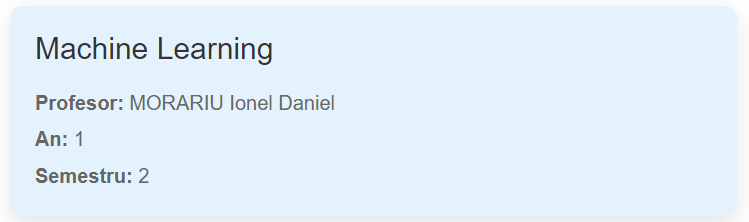 Machine Learning
Profesor: MORARIU Ionel Daniel
An: 1
Semestru: 2